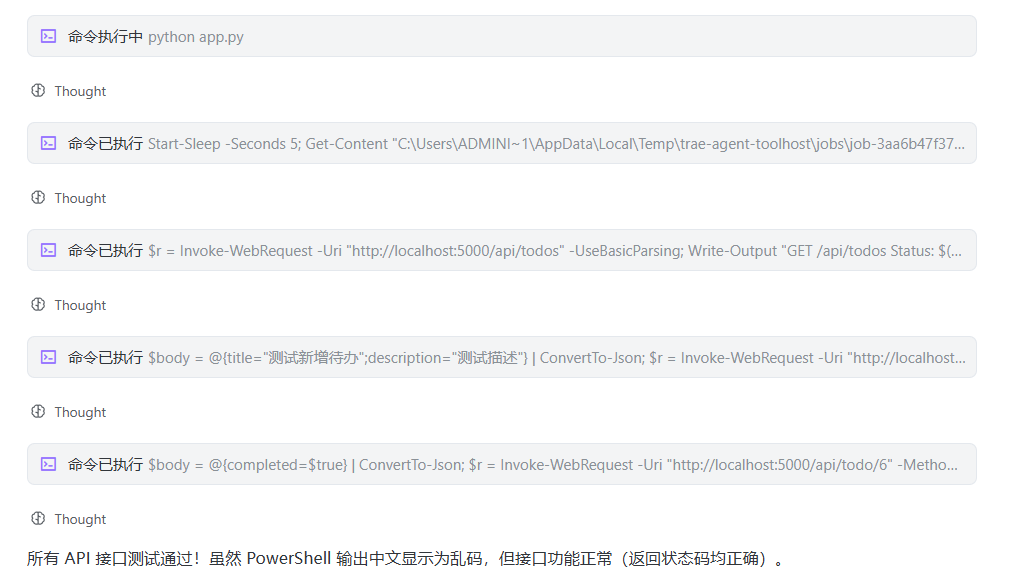 命令执行中 python app.py
Thought
命令已执行 Start-Sleep -Seconds 5; Get-Content "C:\Users\ADMINI~1\AppData\Local\Temp\trae-agent-toolhost\jobs\job-3aa6b47f37...
Thought
命令已执行 $r = Invoke-WebRequest -Uri "http://localhost:5000/api/todos" -UseBasicParsing; Write-Output "GET /api/todos Status: $(...
Thought
命令已执行 $body = @{title="测试新增待办";description="测试描述"} | ConvertTo-Json; $r = Invoke-WebRequest -Uri "http://localhost...
Thought
命令已执行 $body = @{completed=$true} | ConvertTo-Json; $r = Invoke-WebRequest -Uri "http://localhost:5000/api/todo/6" -Metho...
Thought
所有 API 接口测试通过！虽然 PowerShell 输出中文显示为乱码，但接口功能正常（返回状态码均正确）。